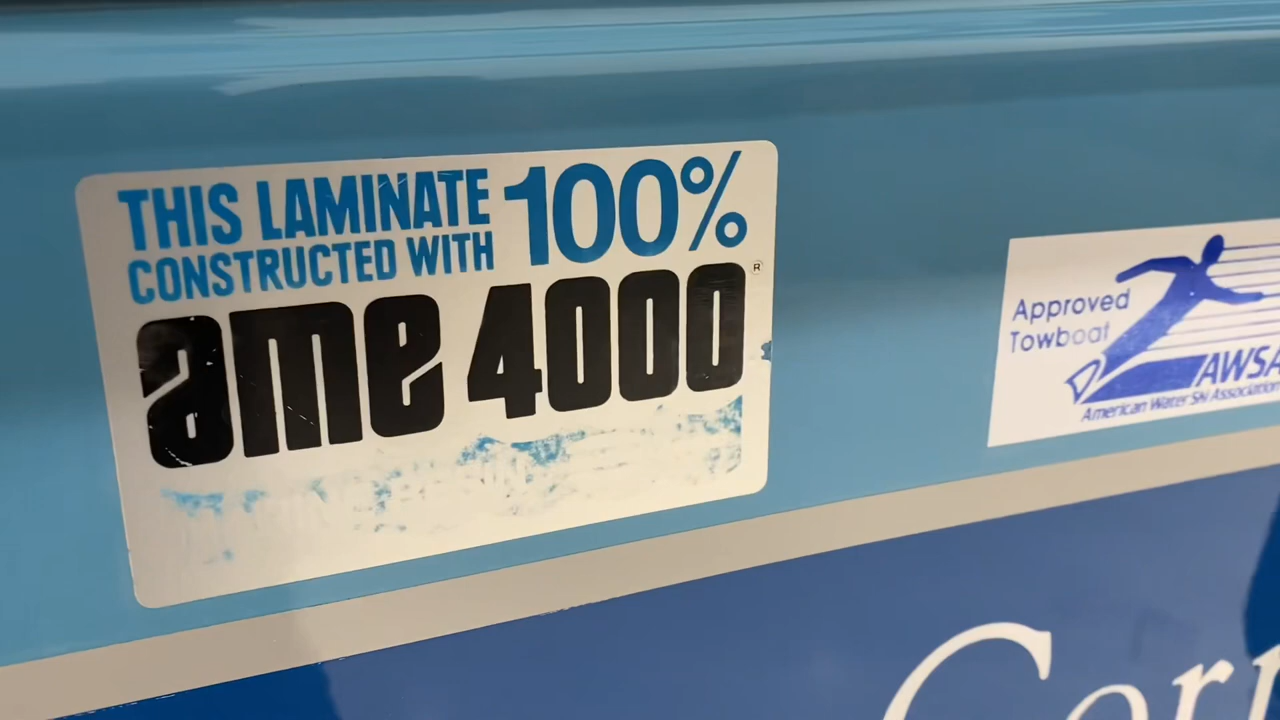 THIS LAMINATE 100%
CONSTRUCTED WITH
ame 4000®
Approved
Towboat
AWSA
American Water Ski Association